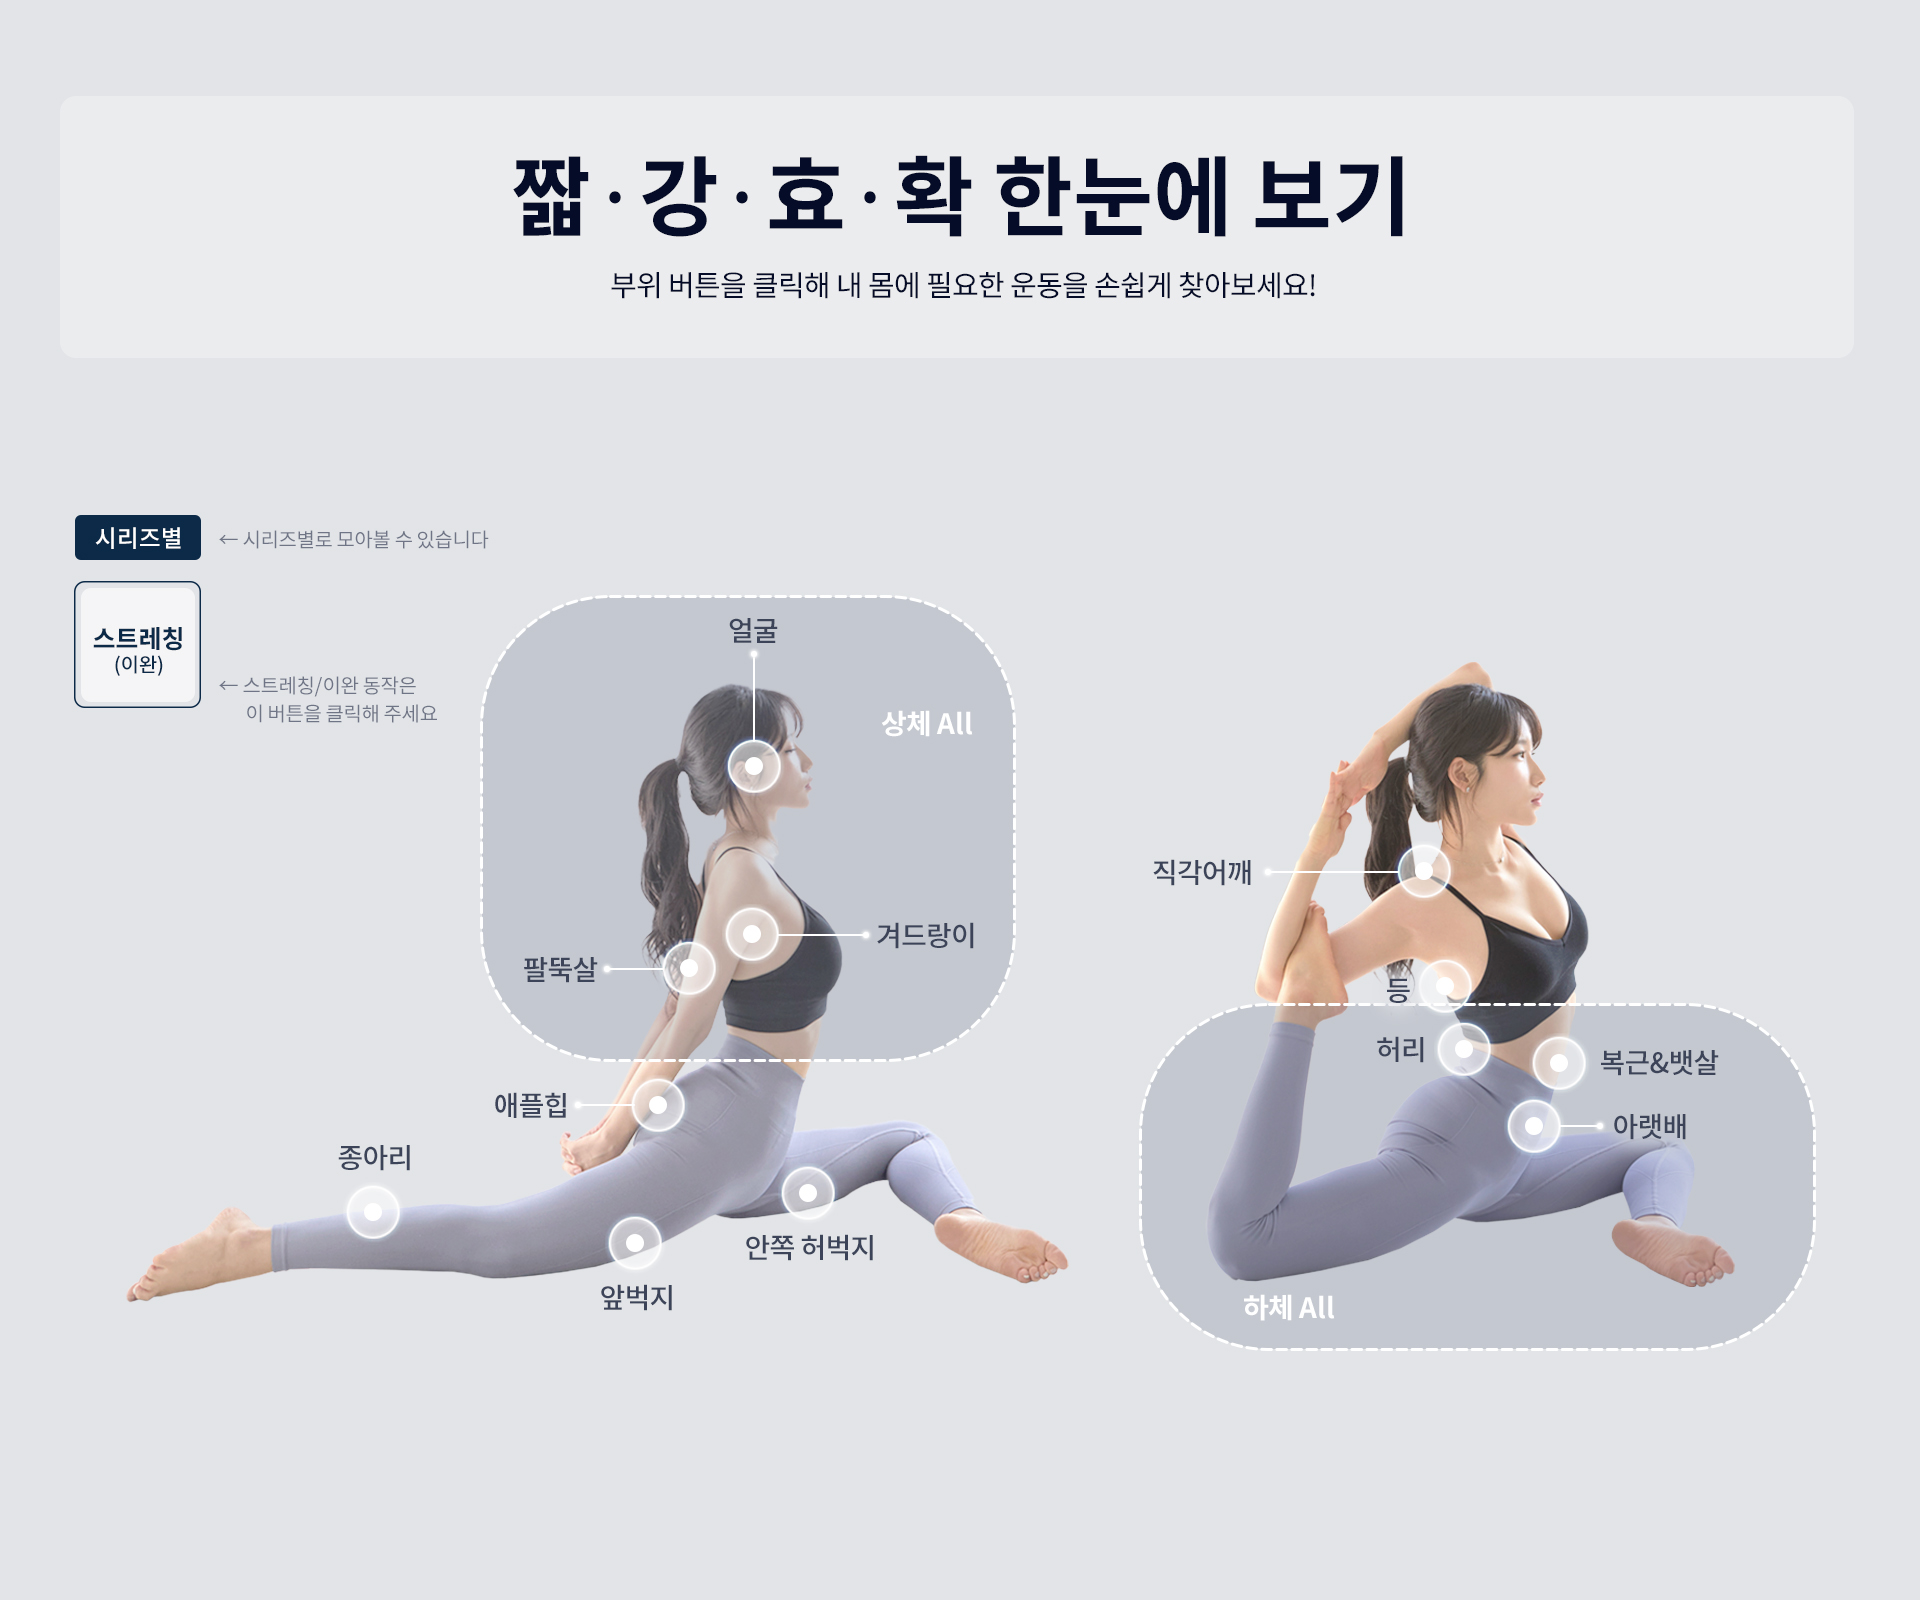 짧·강·효·확 한눈에 보기
부위 버튼을 클릭해 내 몸에 필요한 운동을 손쉽게 찾아보세요!
시리즈별
← 시리즈별로 모아볼 수 있습니다
스트레칭
(이완)
← 스트레칭/이완 동작은
이 버튼을 클릭해 주세요
얼굴
상체 All
겨드랑이
팔뚝살
애플힙
종아리
안쪽 허벅지
앞벅지
직각어깨
등
허리
복근&뱃살
아랫배
하체 All